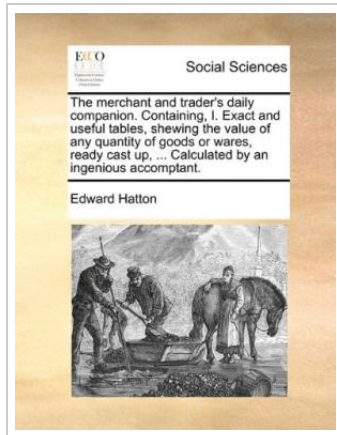 ECCO
Social Sciences
The merchant and trader's daily
companion. Containing, I. Exact and
useful tables, shewing the value of
any quantity of goods or wares,
ready cast up, ... Calculated by an
ingenious accomptant.
Edward Hatton